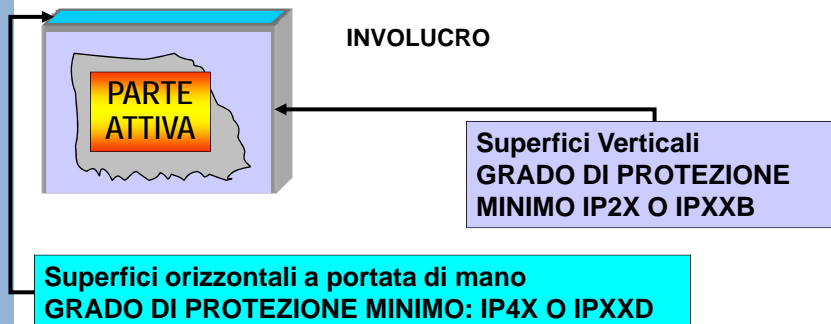 INVOLUCRO
PARTE
ATTIVA
Superfici Verticali
GRADO DI PROTEZIONE
MINIMO IP2X O IPXXB
Superfici orizzontali a portata di mano
GRADO DI PROTEZIONE MINIMO: IP4X O IPXXD